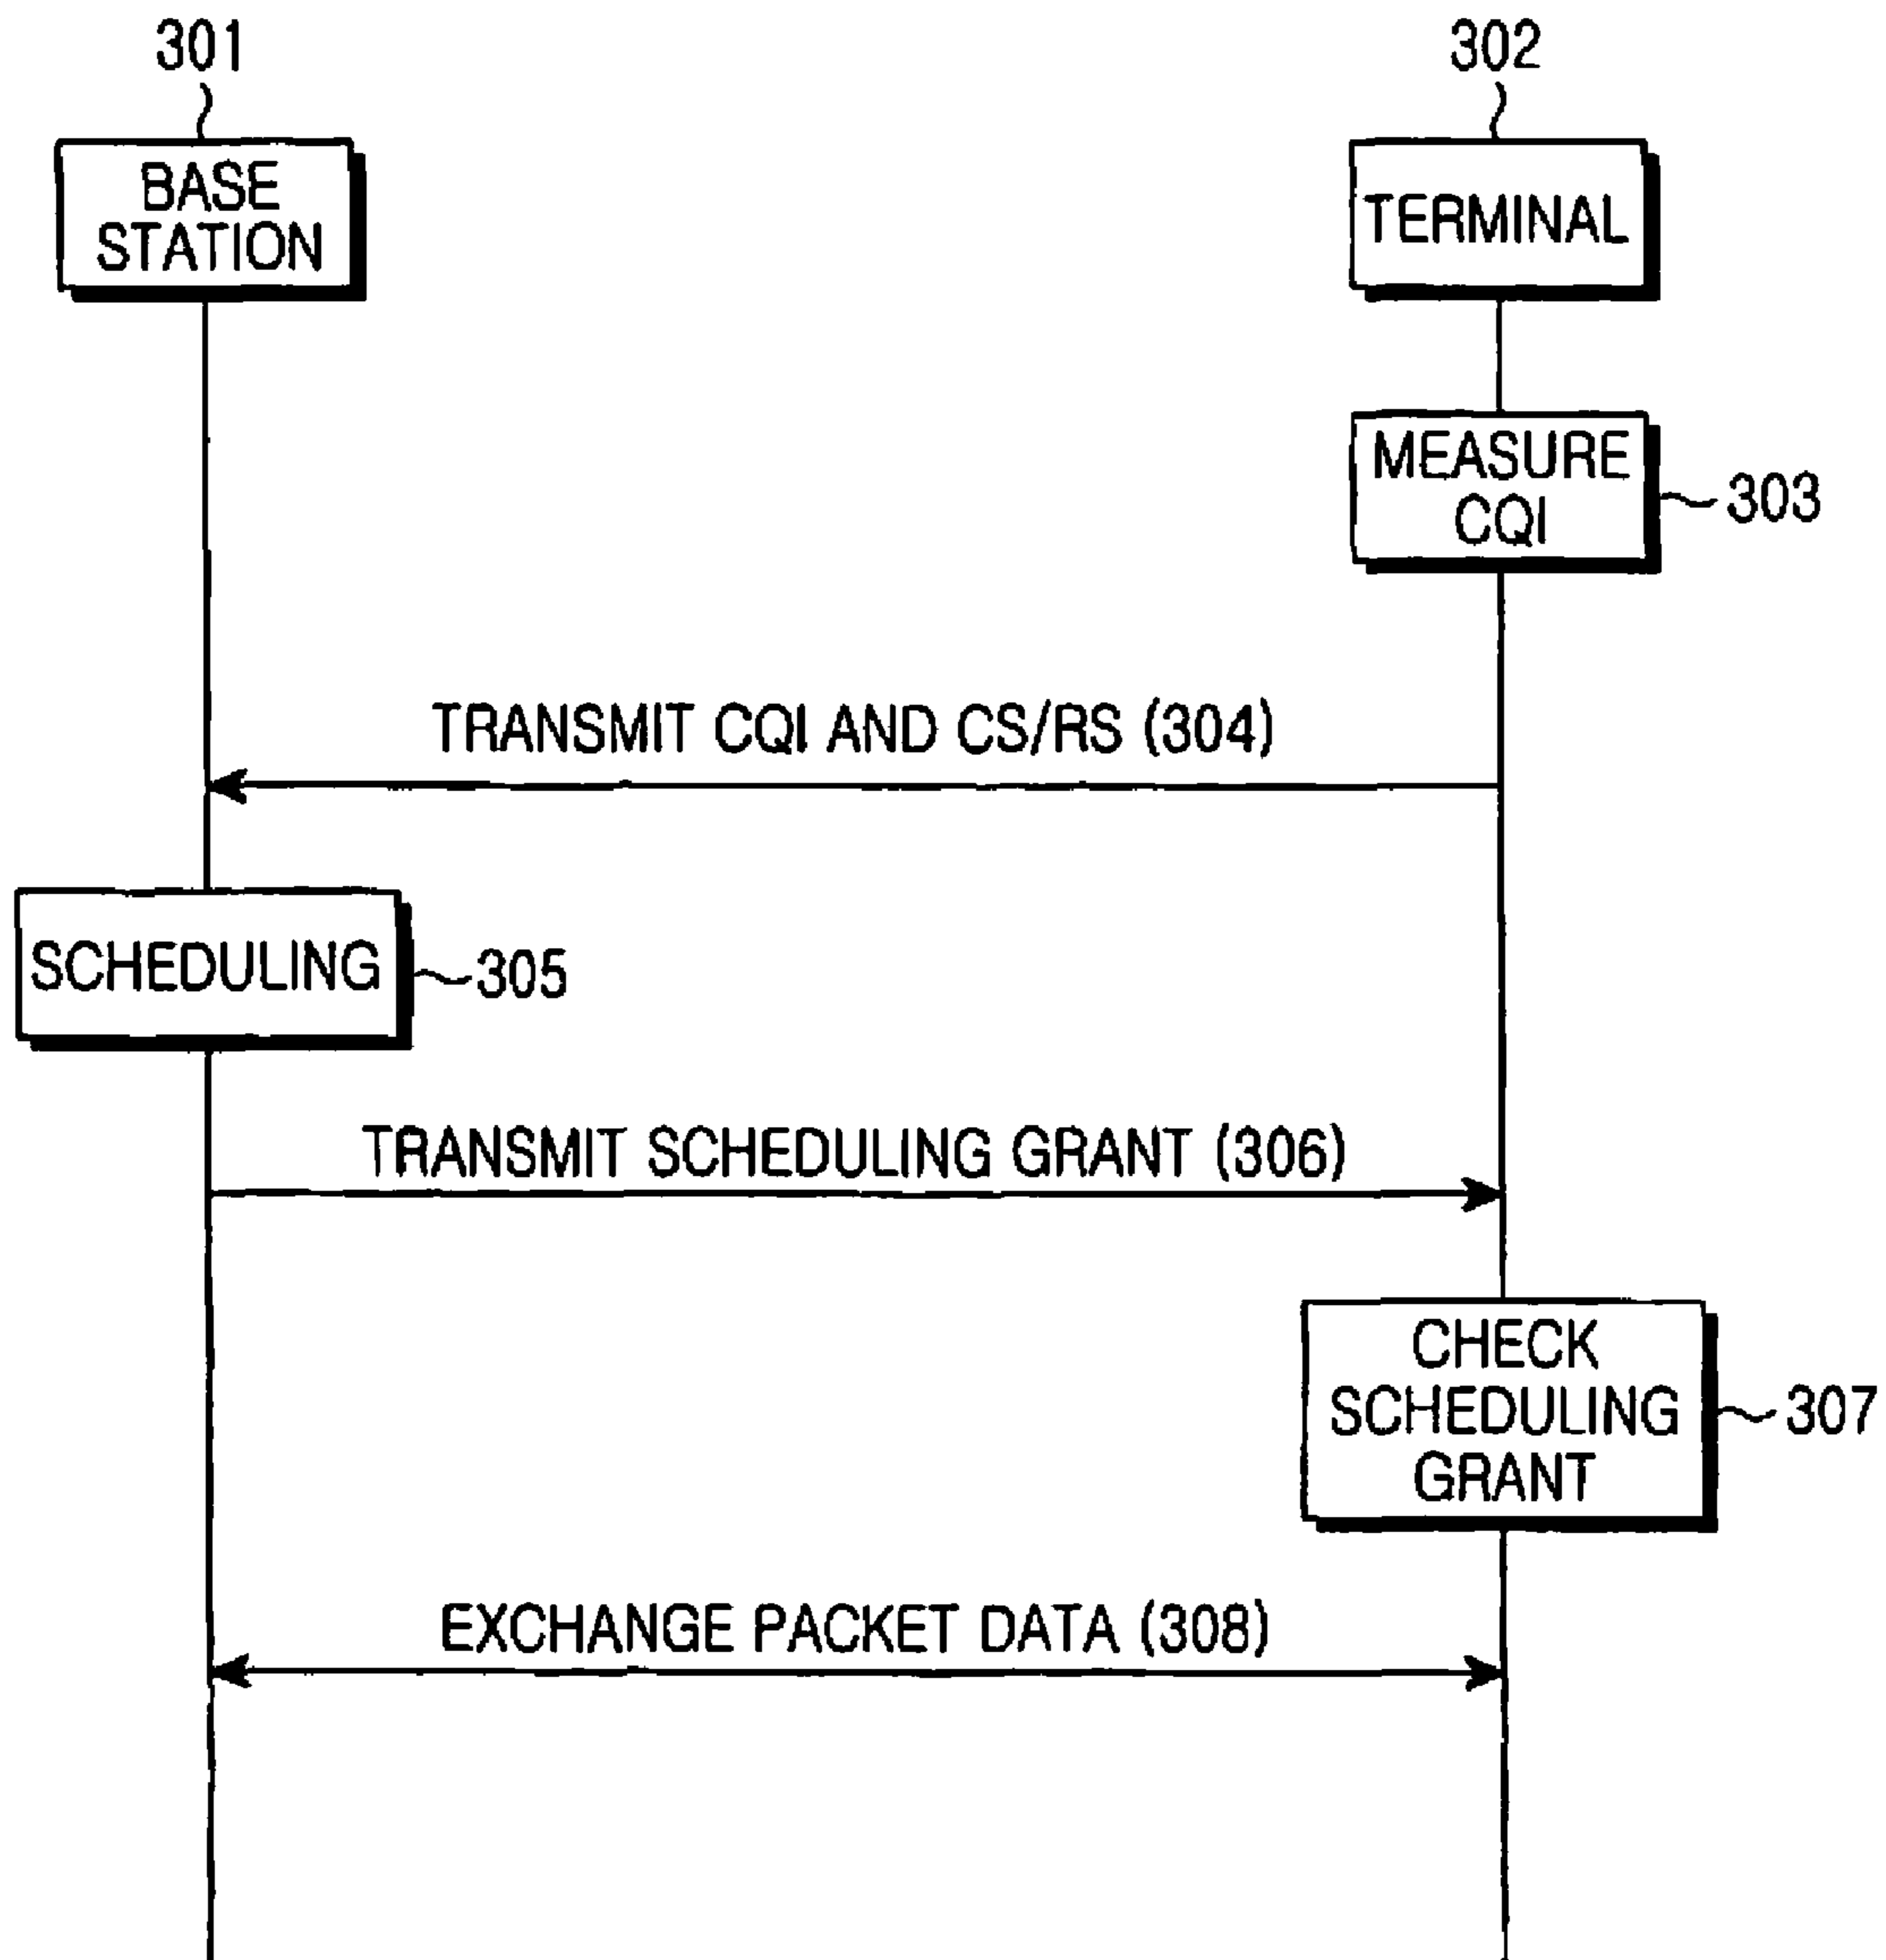 301
302
BASE
STATION
TERMINAL
MEASURE
CQI
303
TRANSMIT CQI AND CS/RS (304)
SCHEDULING
305
TRANSMIT SCHEDULING GRANT (306)
CHECK
SCHEDULING
GRANT
307
EXCHANGE PACKET DATA (308)